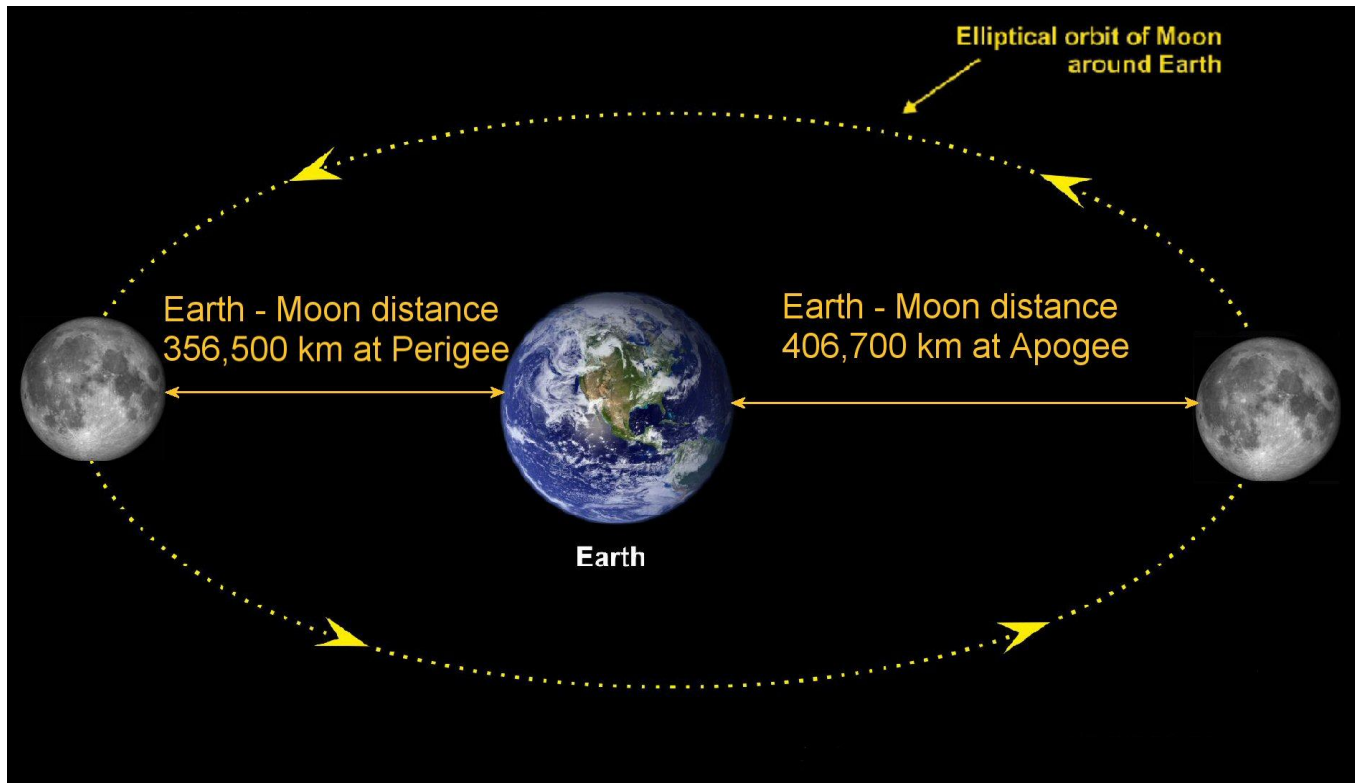 Elliptical orbit of Moon
around Earth
Earth - Moon distance
356,500 km at Perigee
Earth - Moon distance
406,700 km at Apogee
Earth